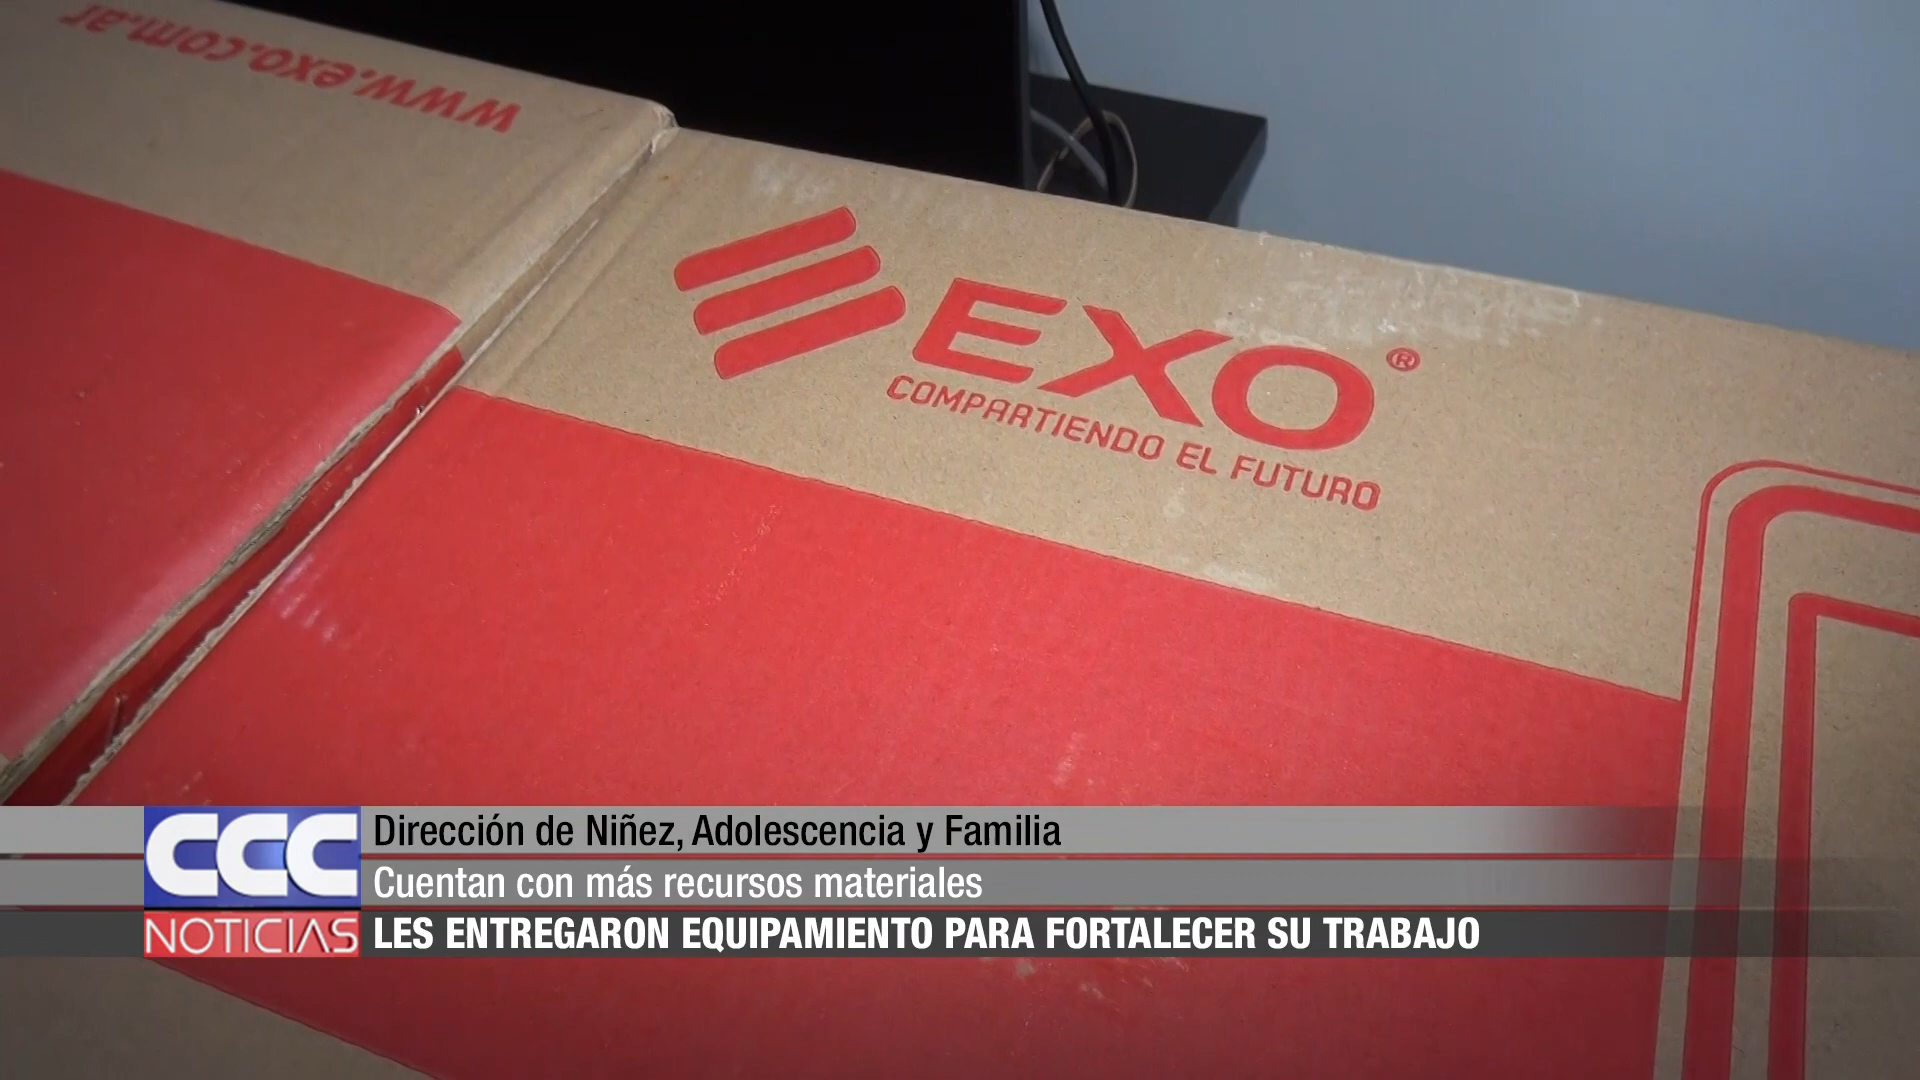 www.exo.com.ar
EXO®
COMPARTIENDO EL FUTURO
CCC
NOTICIAS
Dirección de Niñez, Adolescencia y Familia
Cuentan con más recursos materiales
LES ENTREGARON EQUIPAMIENTO PARA FORTALECER SU TRABAJO